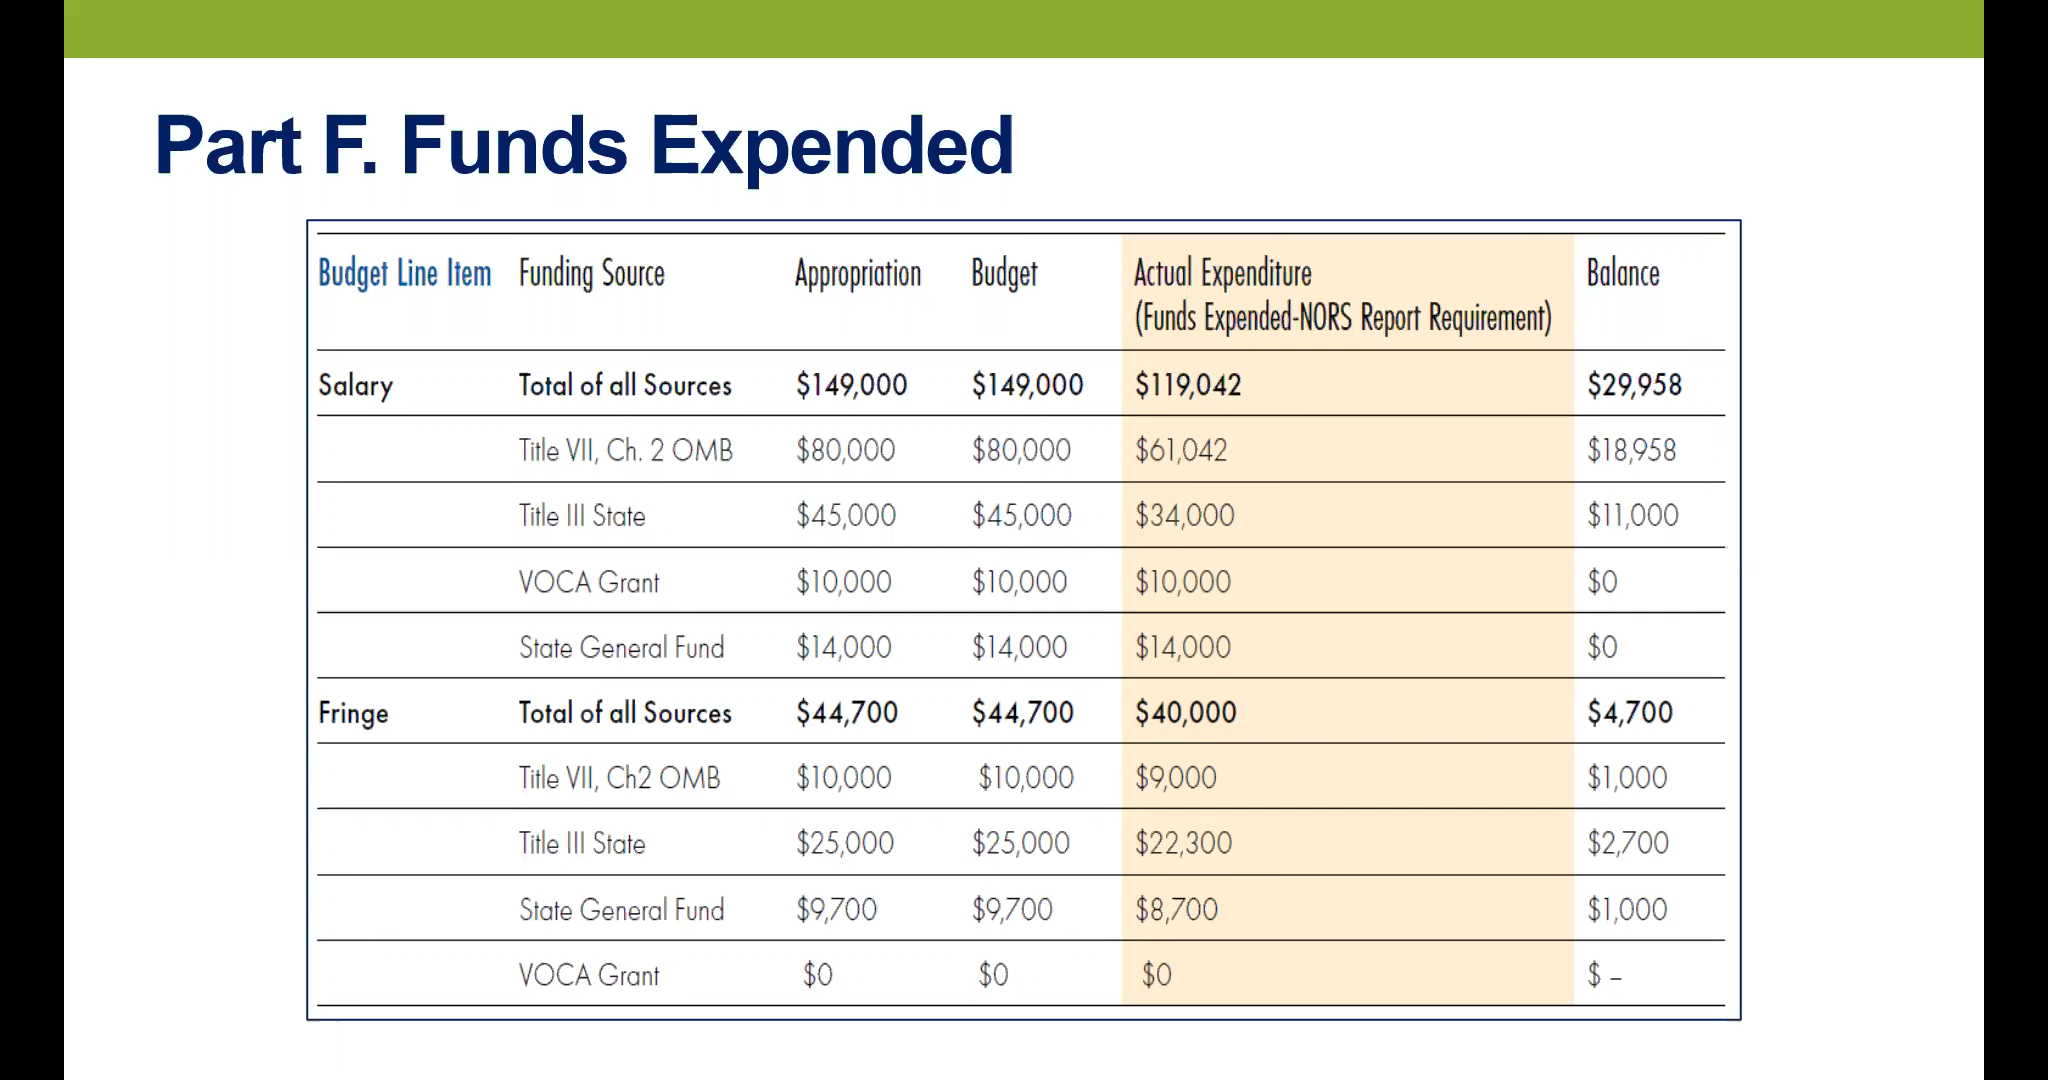 Part F. Funds Expended
Budget Line Item Funding Source Appropriation Budget Actual Expenditure Balance
(Funds Expended-NORS Report Requirement)
Salary Total of all Sources $149,000 $149,000 $119,042 $29,958
Title VII, Ch. 2 OMB $80,000 $80,000 $61,042 $18,958
Title III State $45,000 $45,000 $34,000 $11,000
VOCA Grant $10,000 $10,000 $10,000 $0
State General Fund $14,000 $14,000 $14,000 $0
Fringe Total of all Sources $44,700 $44,700 $40,000 $4,700
Title VII, Ch2 OMB $10,000 $10,000 $9,000 $1,000
Title III State $25,000 $25,000 $22,300 $2,700
State General Fund $9,700 $9,700 $8,700 $1,000
VOCA Grant $0 $0 $0 $ –